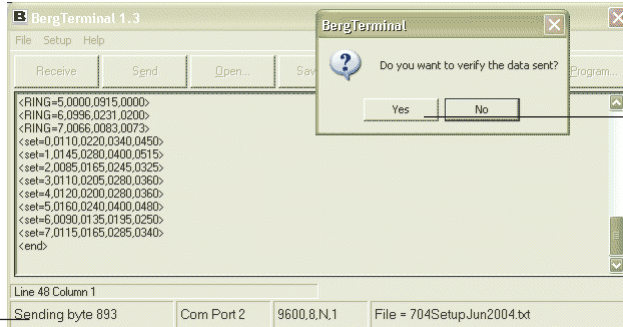 BergTerminal 1.3
File Setup Help
Receive Send Open... Sav Program...
BergTerminal
Do you want to verify the data sent?
Yes No
<RING=5,0000,0915,0000>
<RING=6,0996,0231,0200>
<RING=7,0066,0083,0073>
<set=0,0110,0220,0340,0450>
<set=1,0145,0280,0400,0515>
<set=2,0085,0165,0245,0325>
<set=3,0110,0205,0280,0360>
<set=4,0120,0200,0280,0360>
<set=5,0160,0240,0400,0480>
<set=6,0090,0135,0195,0250>
<set=7,0115,0165,0285,0340>
<end>
Line 48 Column 1
Sending byte 893 Com Port 2 9600,8,N,1 File = 704SetupJun2004.txt